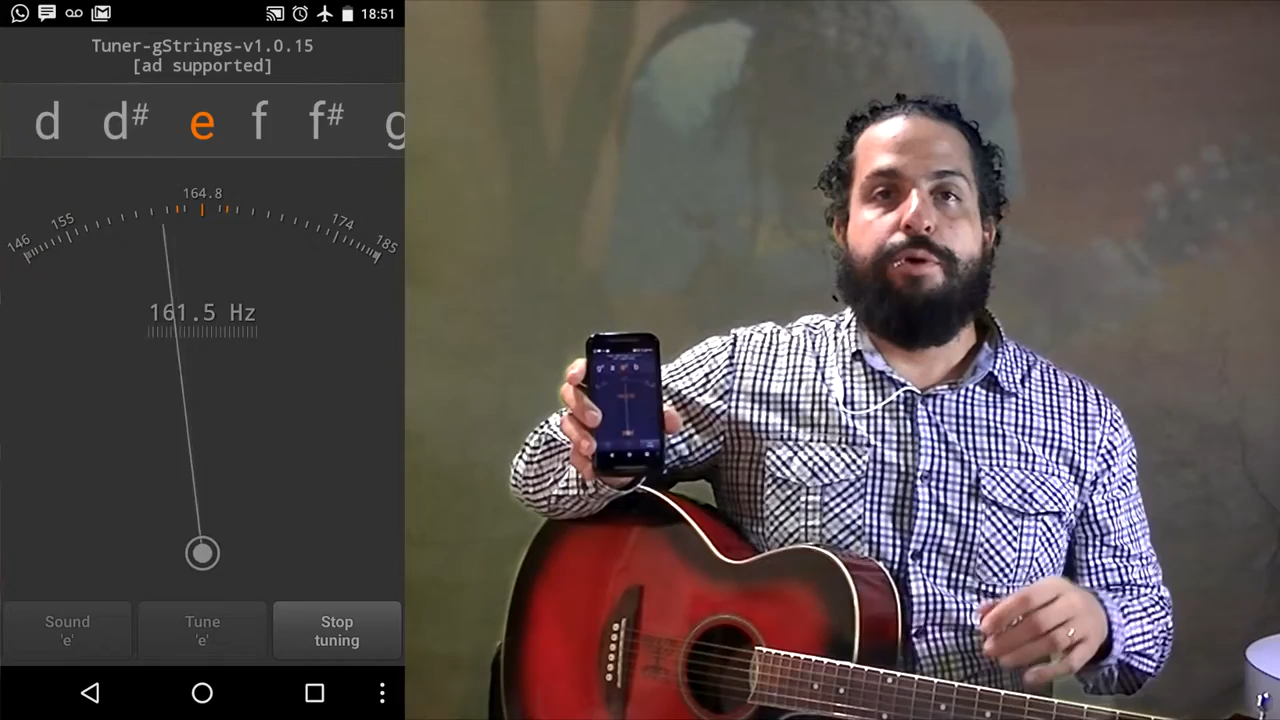 18:51
Tuner-gStrings-v1.0.15
[ad supported]
d d# e f f# g
146 155 164.8 174 185
161.5 Hz
Sound 'e'
Tune 'e'
Stop tuning
g# a a# b